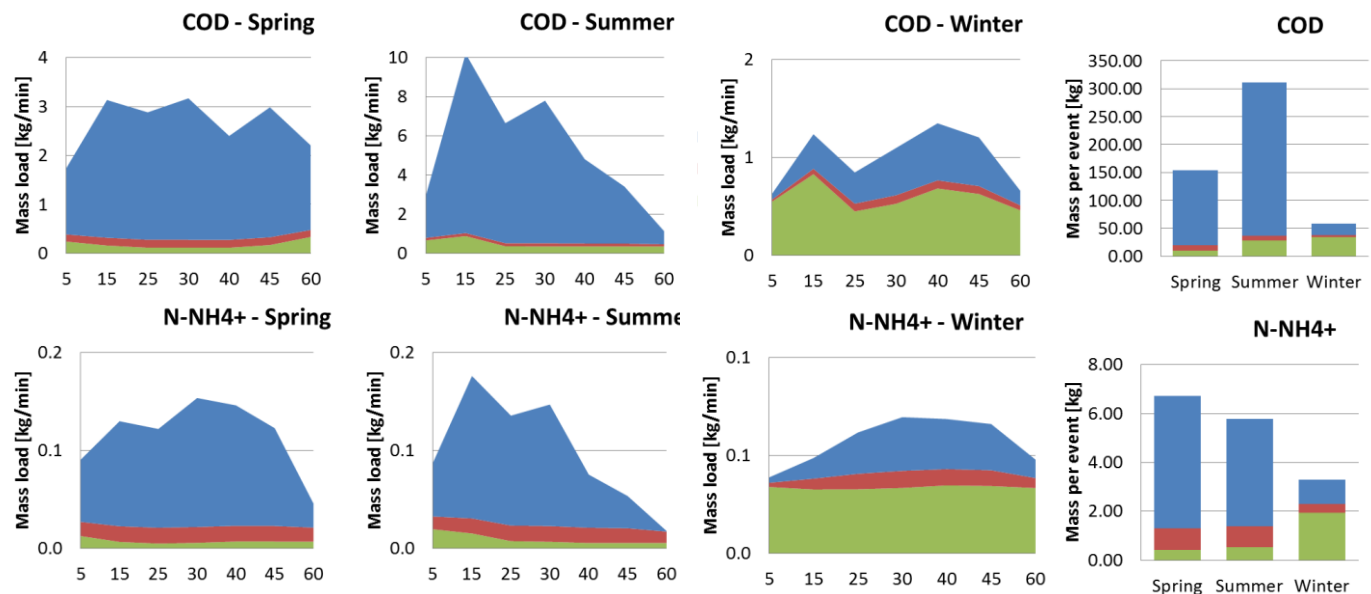 COD - Spring
Mass load [kg/min]
4
3
2
1
0
5 15 25 30 40 45 60
COD - Summer
Mass load [kg/min]
10
8
6
4
2
0
5 15 25 30 40 45 60
COD - Winter
Mass load [kg/min]
2
1
0
5 15 25 30 40 45 60
COD
Mass per event [kg]
350.00
300.00
250.00
200.00
150.00
100.00
50.00
0.00
Spring Summer Winter
N-NH4+ - Spring
Mass load [kg/min]
0.2
0.1
0.0
5 15 25 30 40 45 60
N-NH4+ - Summe
Mass load [kg/min]
0.2
0.1
0.0
5 15 25 30 40 45 60
N-NH4+ - Winter
Mass load [kg/min]
0.1
0.1
0.0
5 15 25 30 40 45 60
N-NH4+
Mass per event [kg]
8.00
6.00
4.00
2.00
0.00
Spring Summer Winter